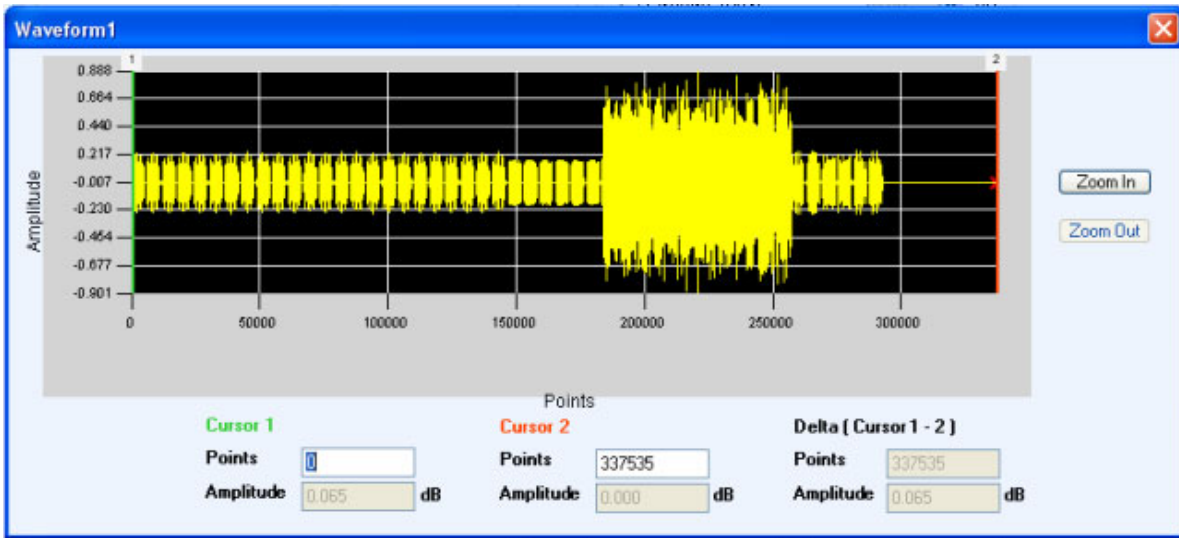 Waveform1
1 2
0.888
0.664
0.440
0.217
-0.007
-0.230
-0.454
-0.677
-0.901
Amplitude
0 50000 100000 150000 200000 250000 300000
Points
Zoom In
Zoom Out
Cursor 1 Cursor 2 Delta ( Cursor 1 - 2 )
Points 0 Points 337535 Points 337535
Amplitude 0.065 dB Amplitude 0.000 dB Amplitude 0.065 dB